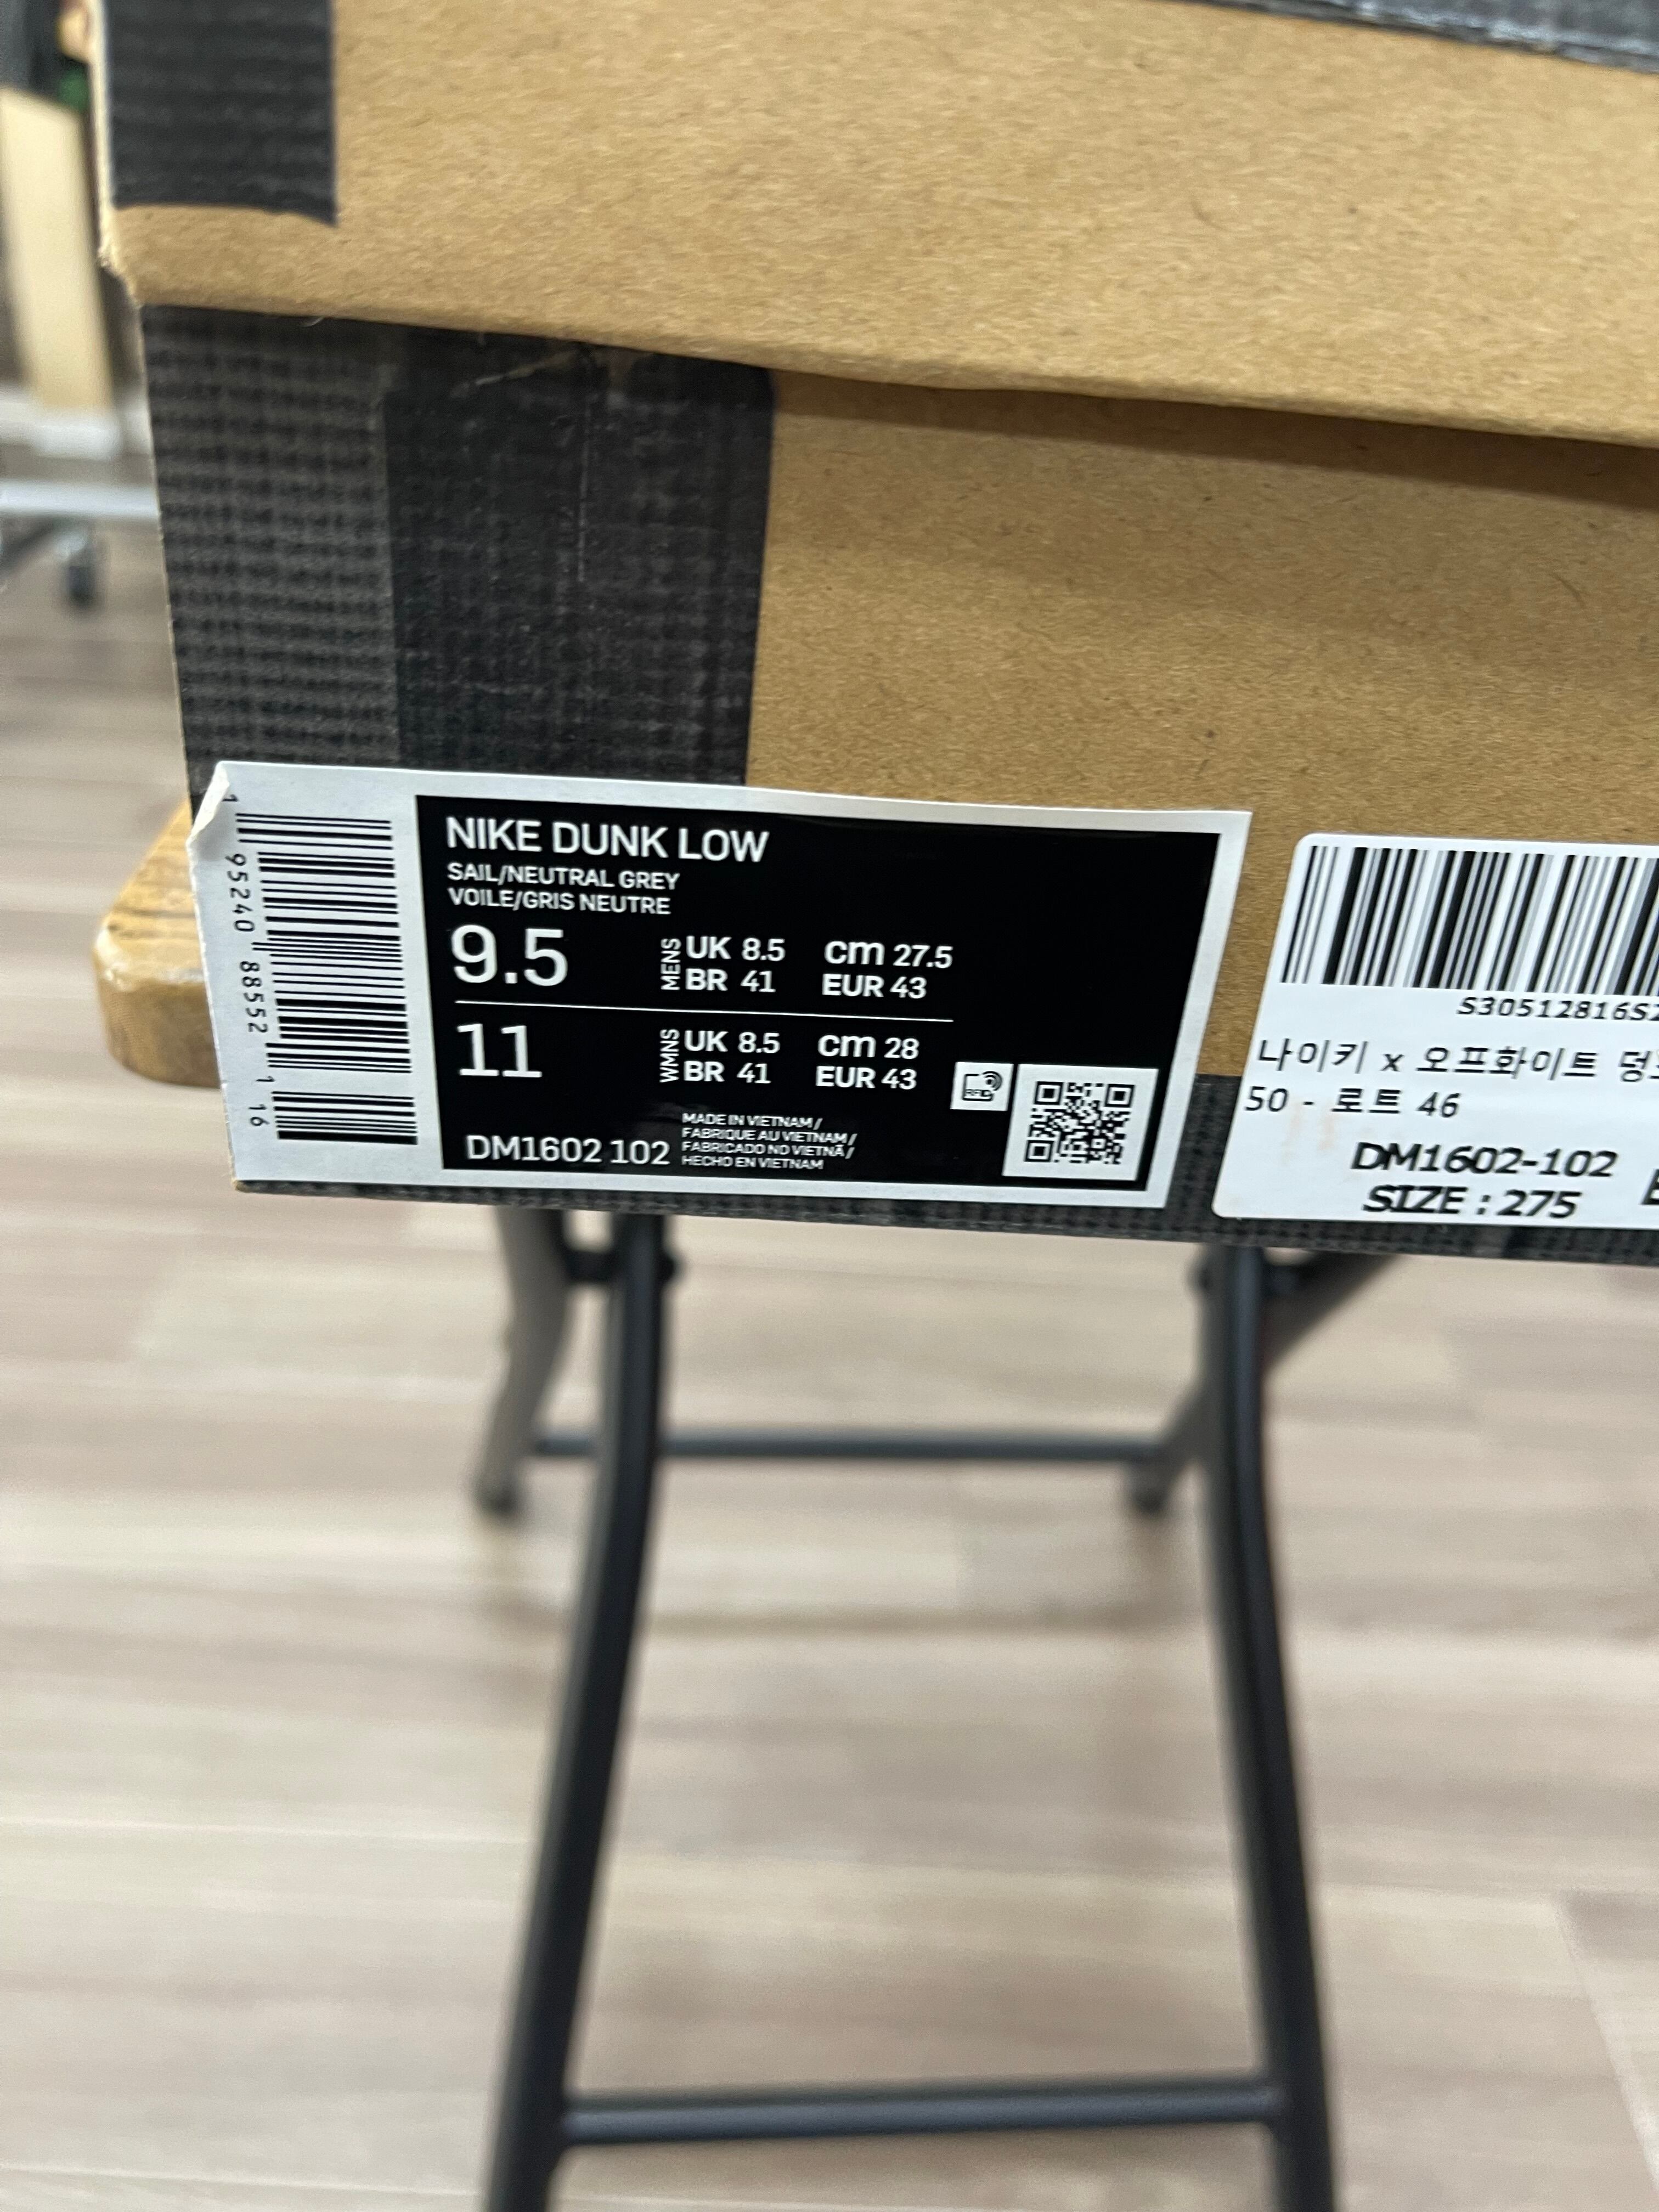 NIKE DUNK LOW
SAIL/NEUTRAL GREY
VOILE/GRIS NEUTRE
9.5
MENS
UK 8.5 cm 27.5
BR 41 EUR 43
11
WMNS
UK 8.5 cm 28
BR 41 EUR 43
DM1602 102
MADE IN VIETNAM /
FABRIQUE AU VIETNAM /
FABRICADO NO VIETNÃ /
HECHO EN VIETNAM
1 95240 88552 1 16
S30512816S
나이키 x 오프화이트
50 - 로트 46
DM1602-102
SIZE : 275